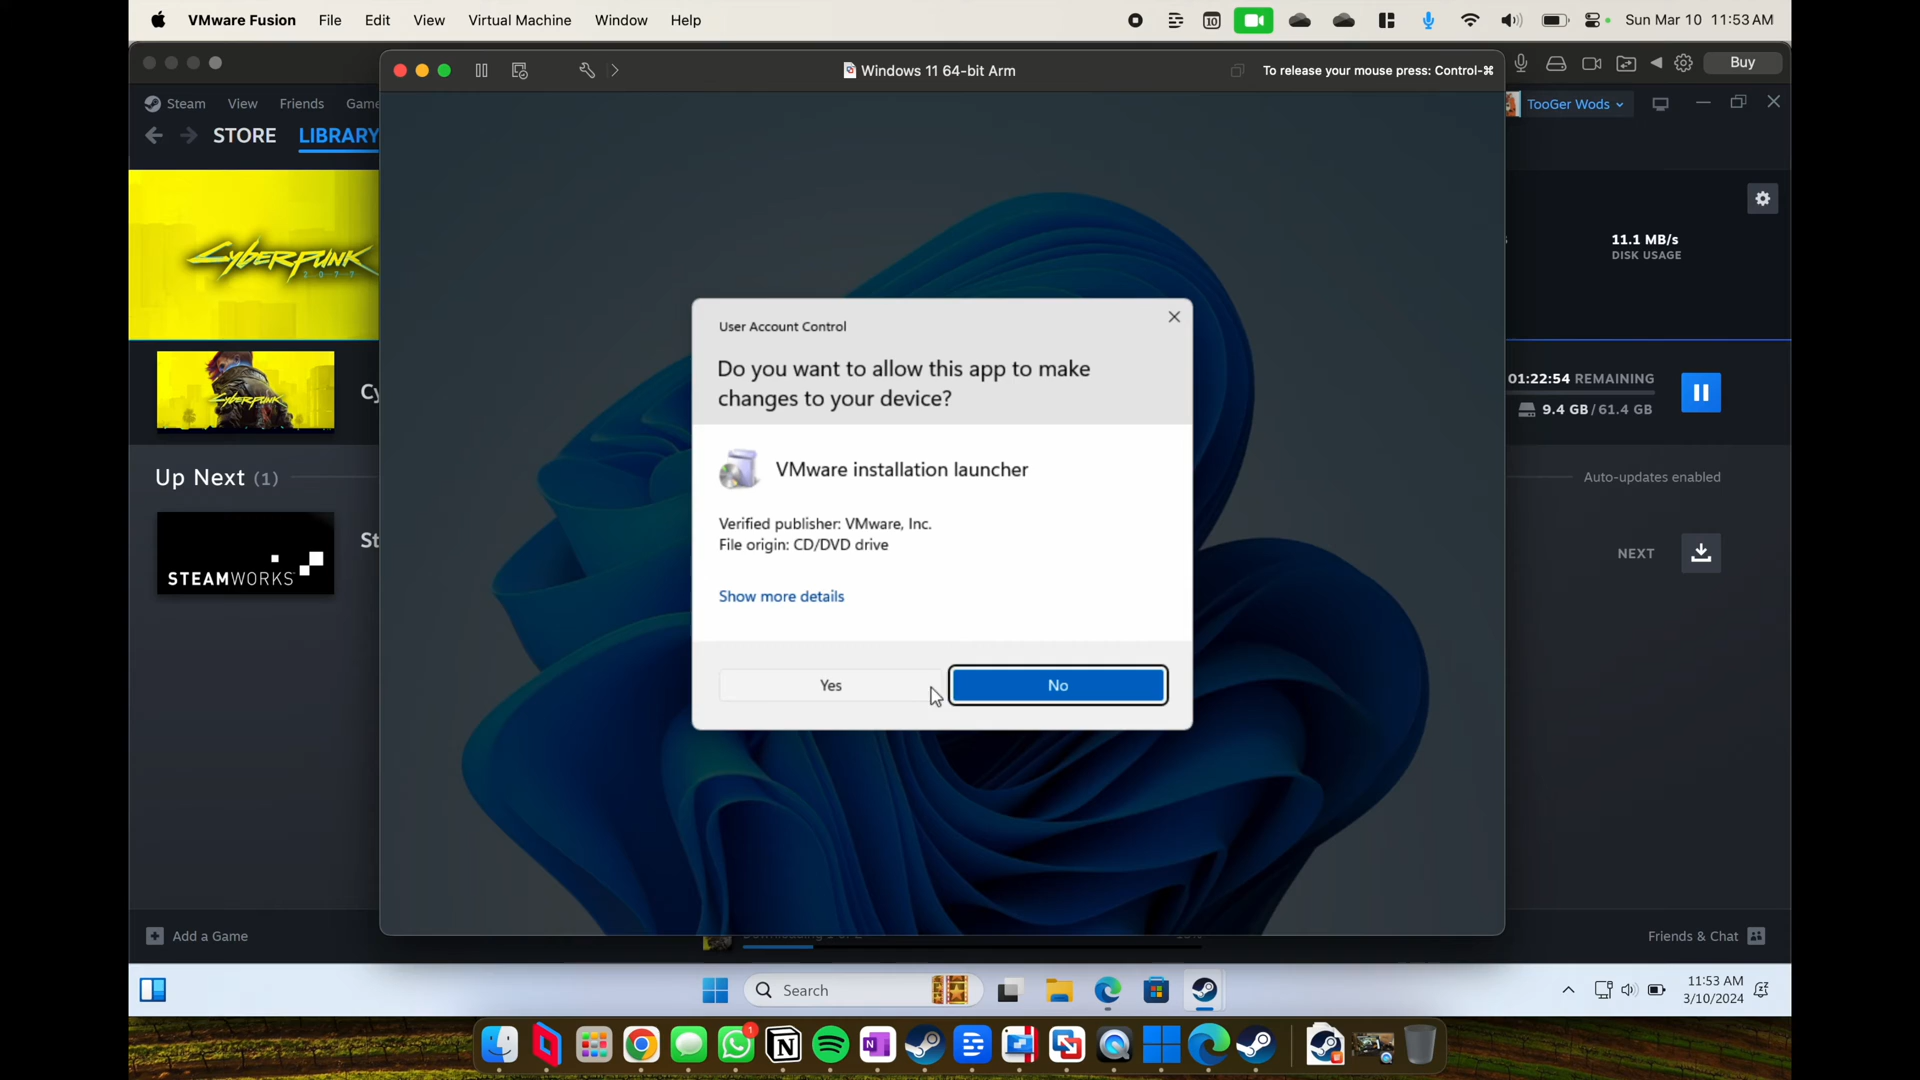 VMware Fusion File Edit View Virtual Machine Window Help
10
Sun Mar 10 11:53 AM
Windows 11 64-bit Arm
To release your mouse press: Control-⌘
Buy
Steam View Friends Game
TooGer Wods
STORE LIBRARY
CYBERPUNK
2077
11.1 MB/s
DISK USAGE
User Account Control
Do you want to allow this app to make
changes to your device?
Cy
01:22:54 REMAINING
9.4 GB / 61.4 GB
VMware installation launcher
Up Next (1)
Auto-updates enabled
Verified publisher: VMware, Inc.
File origin: CD/DVD drive
St
NEXT
STEAMWORKS
Show more details
Yes
No
Add a Game
Friends & Chat
Search
11:53 AM
3/10/2024
1